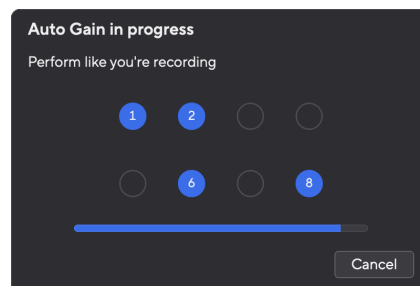 Auto Gain in progress
Perform like you're recording
1 2
6 8
Cancel